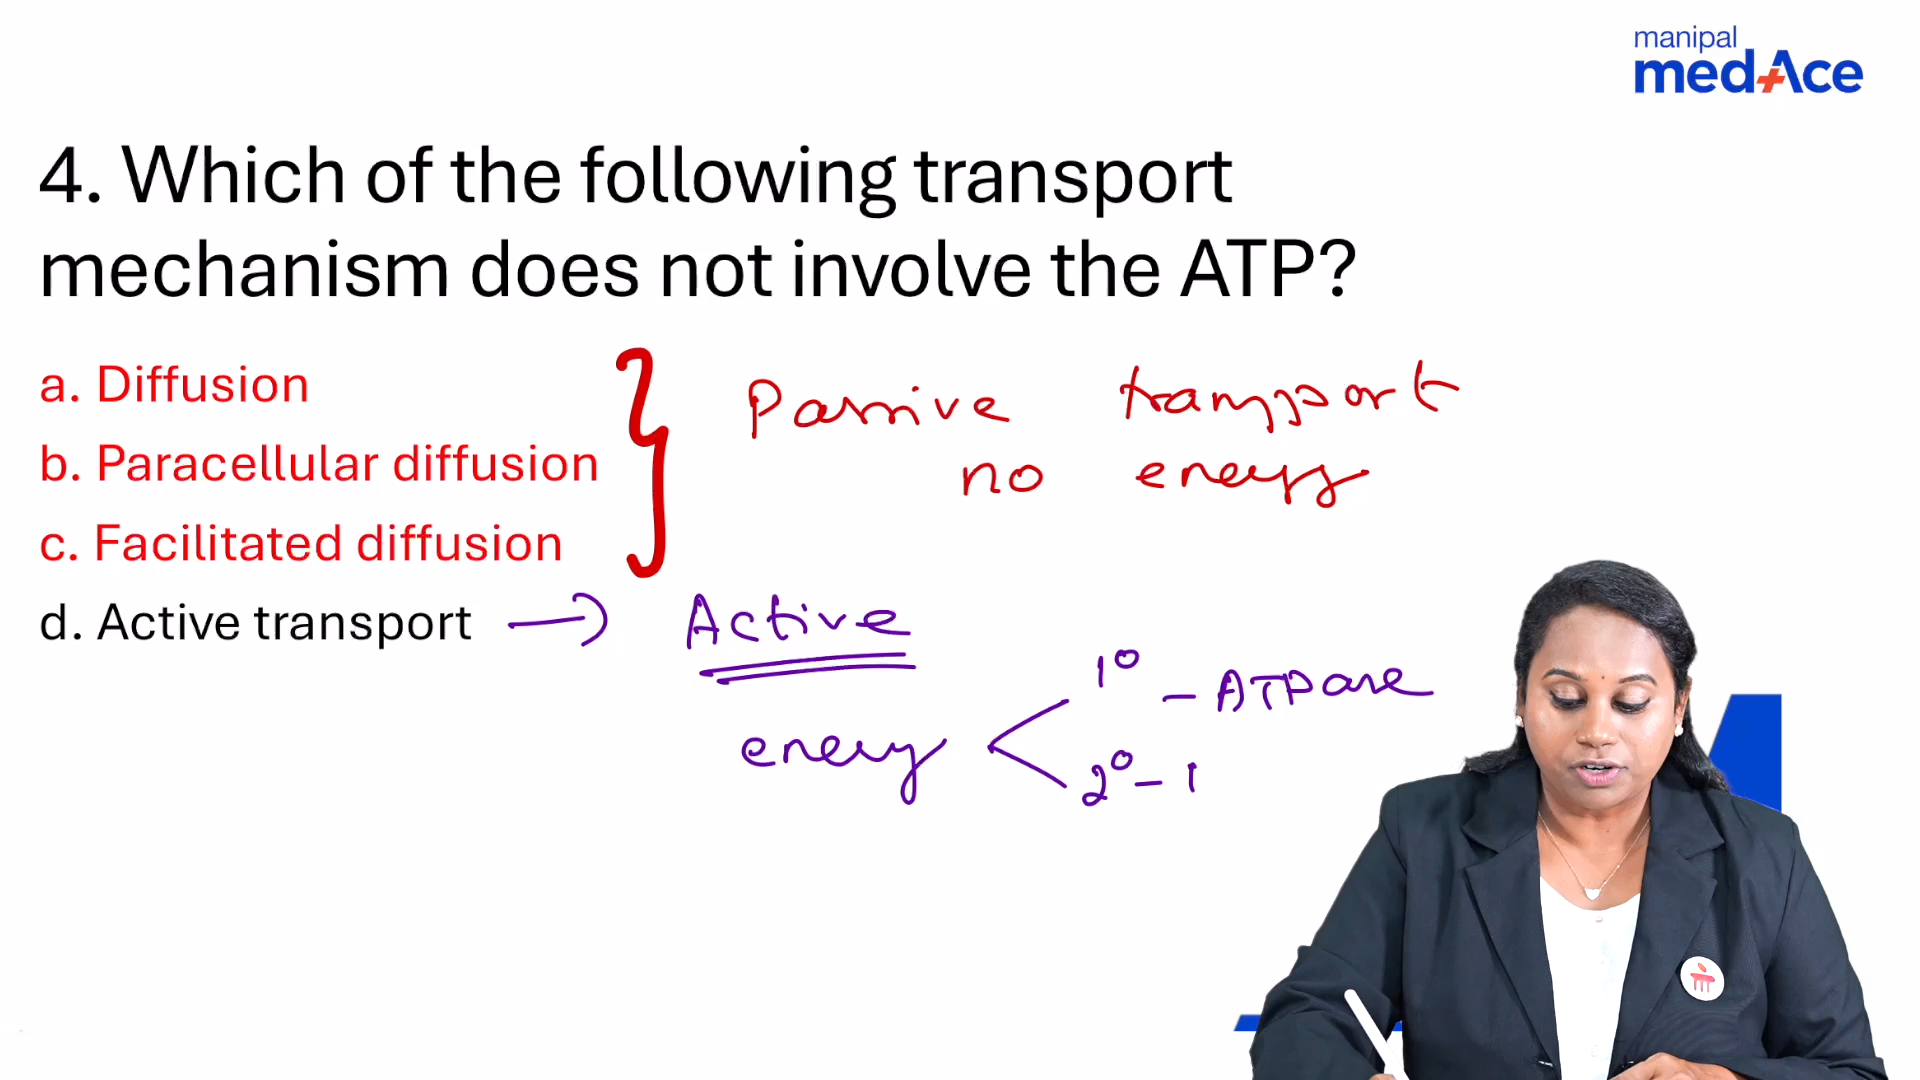 manipal
medAce
4. Which of the following transport
mechanism does not involve the ATP?
a. Diffusion
b. Paracellular diffusion
c. Facilitated diffusion
d. Active transport
Passive transport
no energy
Active
energy
1° - ATPase
2° - 1